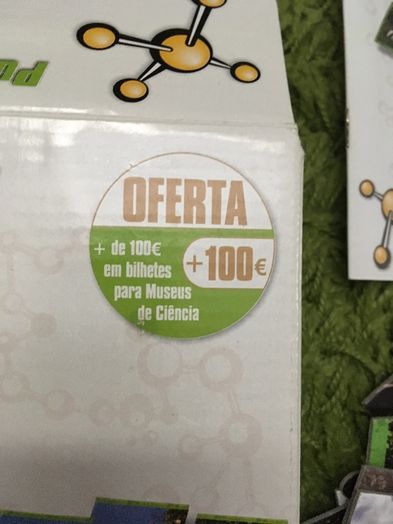 OFERTA
+ de 100€
em bilhetes
para Museus
de Ciência
+100€